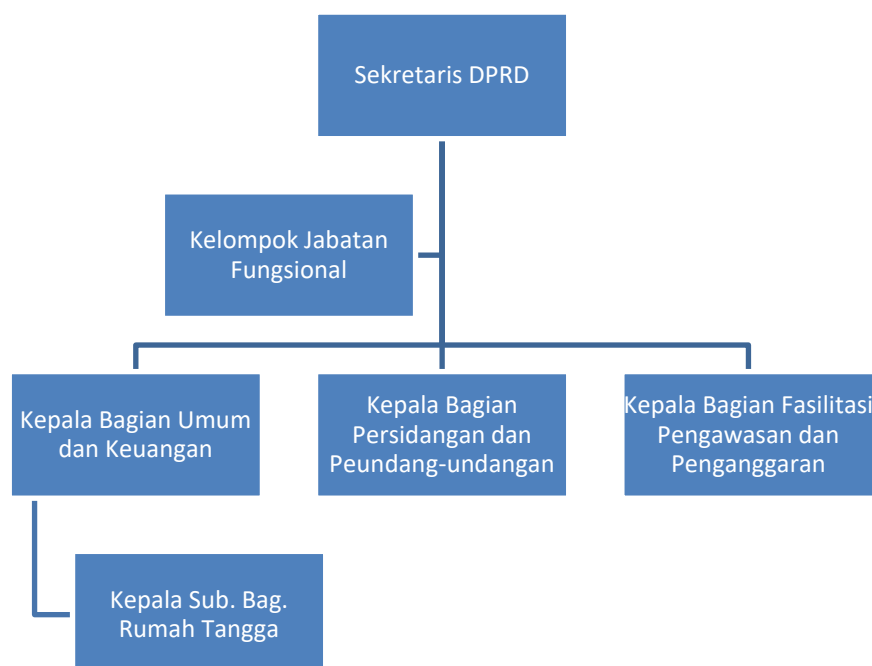 Sekretaris DPRD
Kelompok Jabatan
Fungsional
Kepala Bagian Umum
dan Keuangan
Kepala Bagian
Persidangan dan
Peundang-undangan
Kepala Bagian Fasilitasi
Pengawasan dan
Penganggaran
Kepala Sub. Bag.
Rumah Tangga